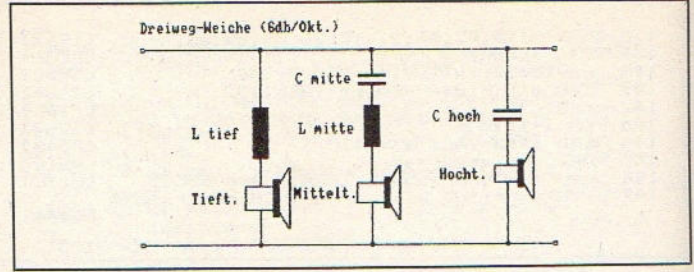 Dreiweg-Weiche (6db/Okt.)
C mitte
L tief
L mitte
C hoch
Tieft.
Mittelt.
Hocht.